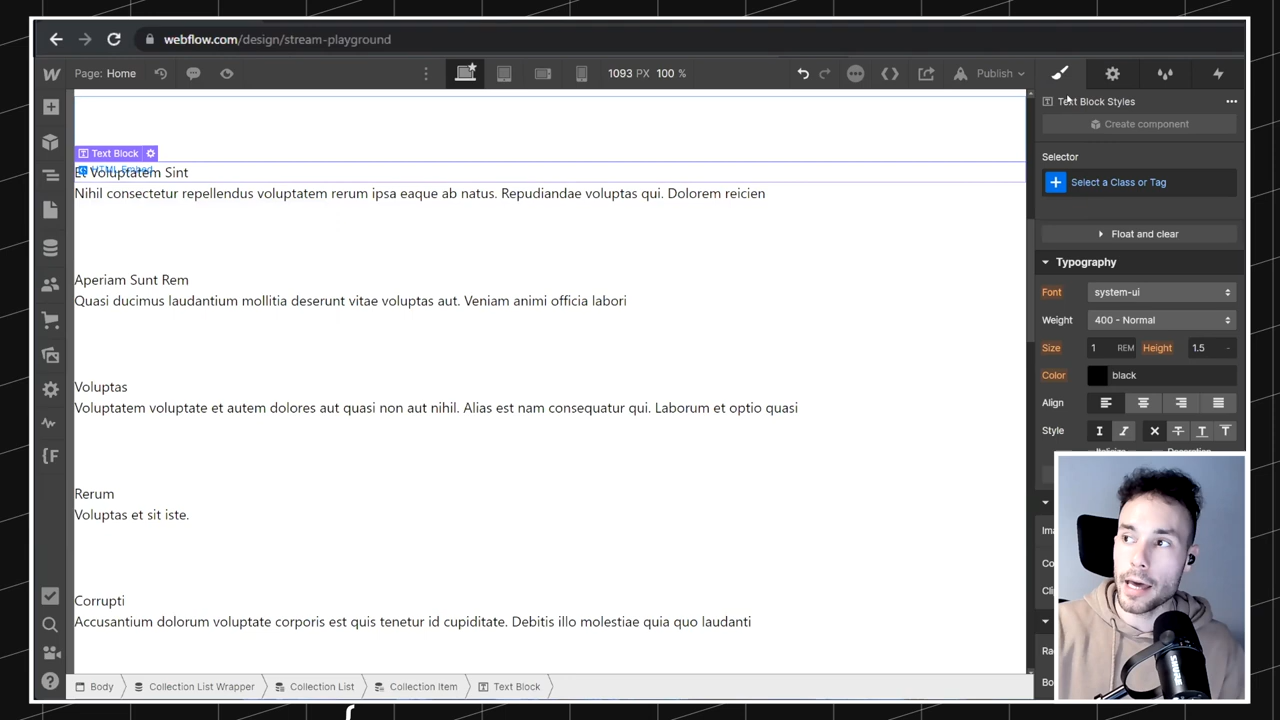 webflow.com/design/stream-playground
Page: Home
1093 PX 100 %
Publish
Text Block Styles
Create component
Selector
Select a Class or Tag
Float and clear
Typography
Font system-ui
Weight 400 - Normal
Size 1 REM Height 1.5 -
Color black
Align
Style
Text Block
HTML Embed
Et Voluptatem Sint
Nihil consectetur repellendus voluptatem rerum ipsa eaque ab natus. Repudiandae voluptas qui. Dolorem reicien
Aperiam Sunt Rem
Quasi ducimus laudantium mollitia deserunt vitae voluptas aut. Veniam animi officia labori
Voluptas
Voluptatem voluptate et autem dolores aut quasi non aut nihil. Alias est nam consequatur qui. Laborum et optio quasi
Rerum
Voluptas et sit iste.
Corrupti
Accusantium dolorum voluptate corporis est quis tenetur id cupiditate. Debitis illo molestiae quia quo laudanti
Body Collection List Wrapper Collection List Collection Item Text Block
SHURE